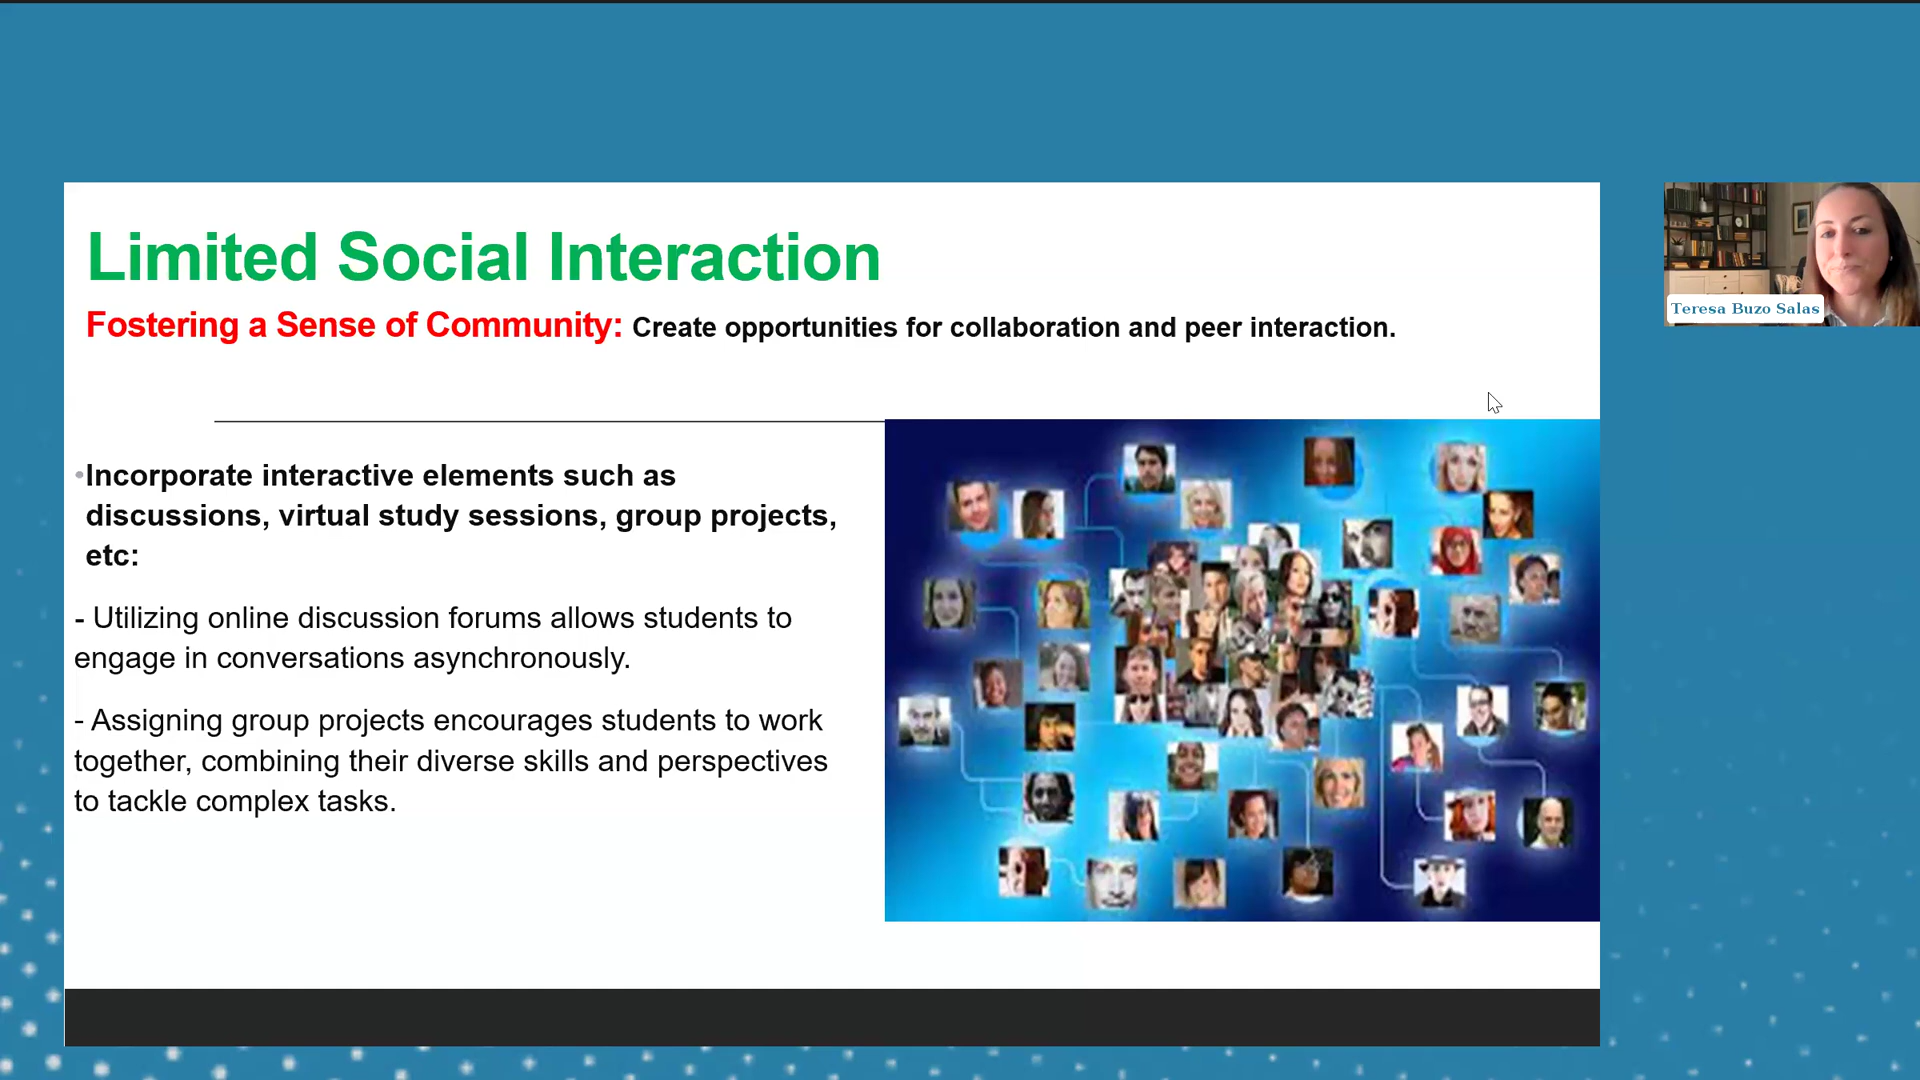 Limited Social Interaction
Fostering a Sense of Community: Create opportunities for collaboration and peer interaction.
•Incorporate interactive elements such as
discussions, virtual study sessions, group projects,
etc:
- Utilizing online discussion forums allows students to
engage in conversations asynchronously.
- Assigning group projects encourages students to work
together, combining their diverse skills and perspectives
to tackle complex tasks.
Teresa Buzo Salas